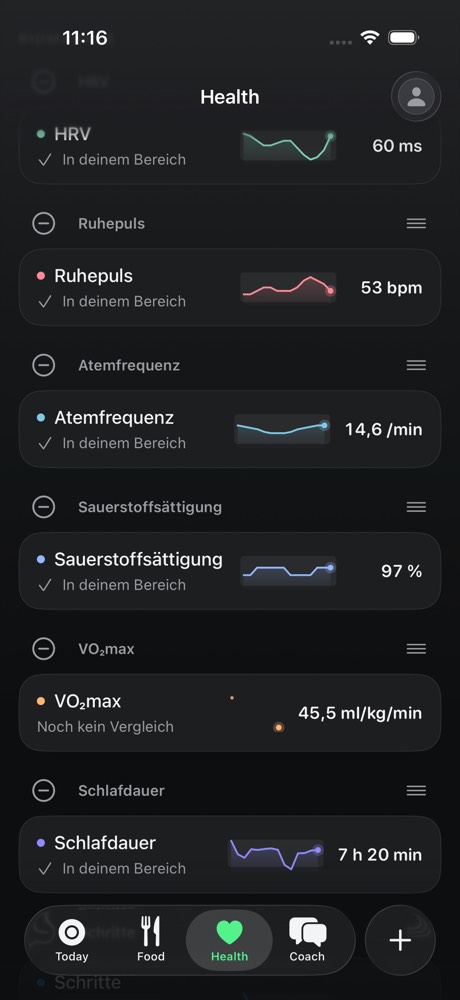 11:16
HRV
Health
HRV
In deinem Bereich
60 ms
Ruhepuls
Ruhepuls
In deinem Bereich
53 bpm
Atemfrequenz
Atemfrequenz
In deinem Bereich
14,6 /min
Sauerstoffsättigung
Sauerstoffsättigung
In deinem Bereich
97 %
VO₂max
VO₂max
Noch kein Vergleich
45,5 ml/kg/min
Schlafdauer
Schlafdauer
In deinem Bereich
7 h 20 min
Schritte
Today
Food
Health
Coach
Schritte